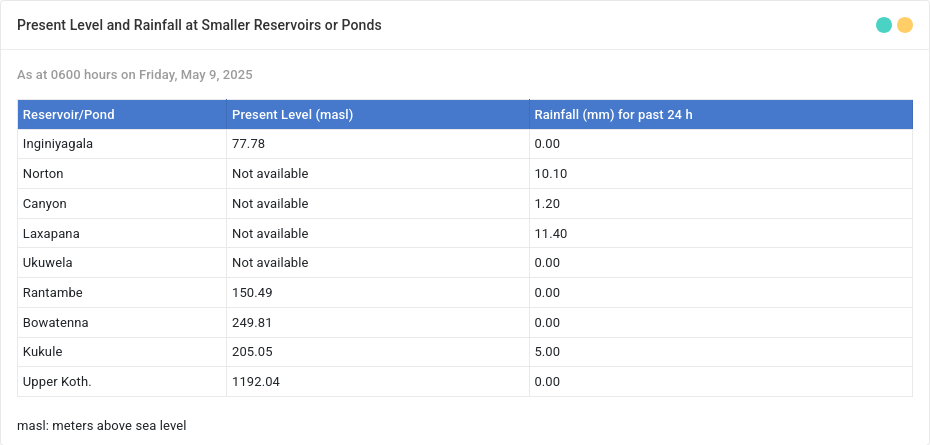 Present Level and Rainfall at Smaller Reservoirs or Ponds
As at 0600 hours on Friday, May 9, 2025
Reservoir/Pond Present Level (masl) Rainfall (mm) for past 24 h
Inginiyagala 77.78 0.00
Norton Not available 10.10
Canyon Not available 1.20
Laxapana Not available 11.40
Ukuwela Not available 0.00
Rantambe 150.49 0.00
Bowatenna 249.81 0.00
Kukule 205.05 5.00
Upper Koth. 1192.04 0.00
masl: meters above sea level